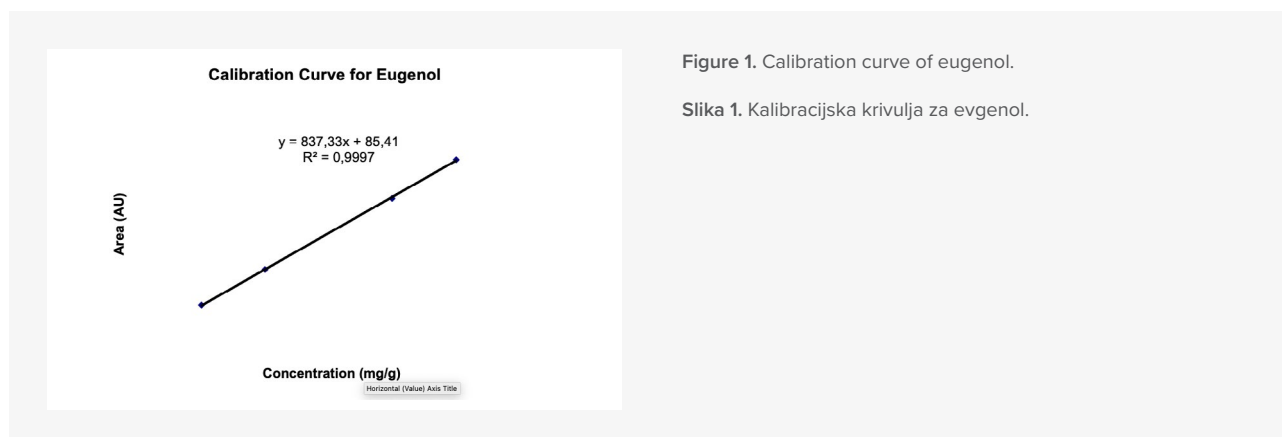 Calibration Curve for Eugenol
y = 837,33x + 85,41
R² = 0,9997
Area (AU)
Concentration (mg/g)
Horizontal (Value) Axis Title
Figure 1. Calibration curve of eugenol.
Slika 1. Kalibracijska krivulja za evgenol.